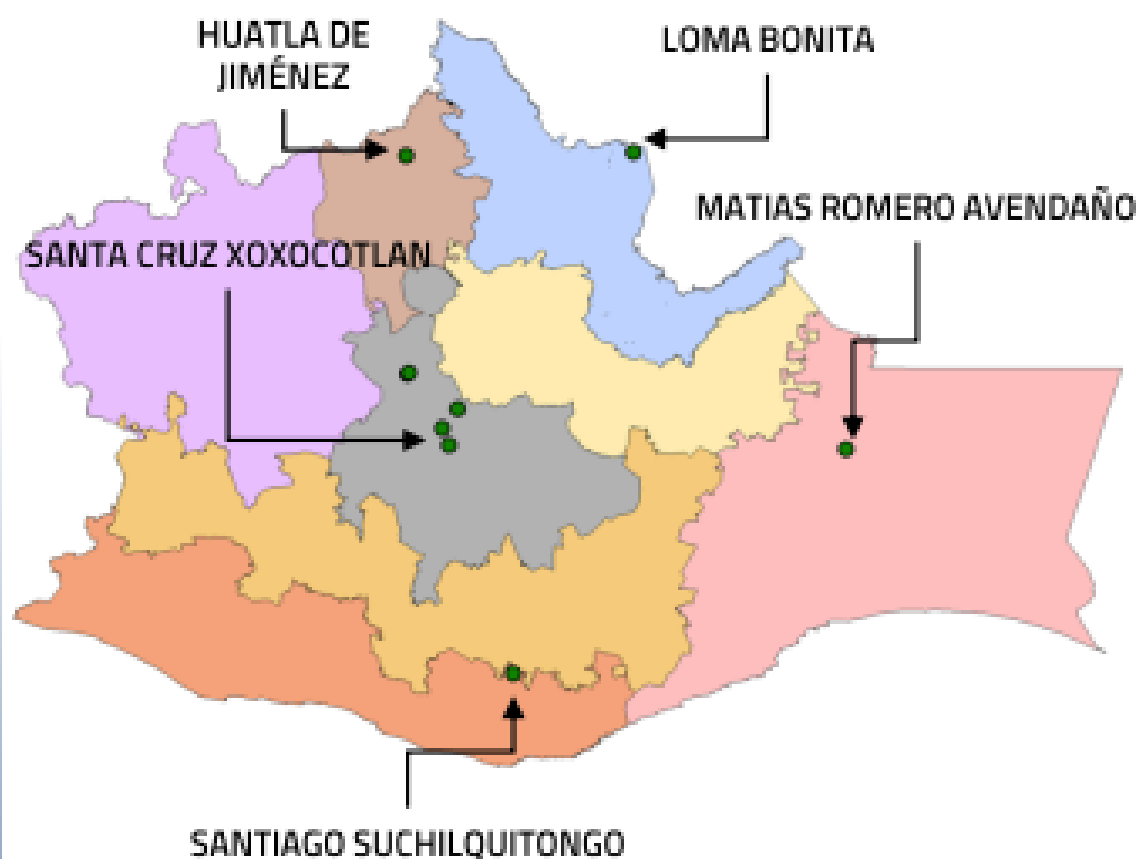 HUATLA DE
JIMÉNEZ
LOMA BONITA
MATIAS ROMERO AVENDAÑO
SANTA CRUZ XOXOCOTLAN
SANTIAGO SUCHILQUITONGO